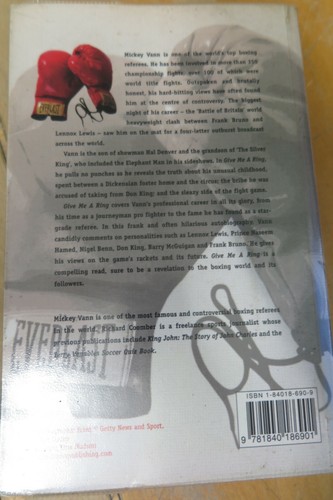 Mickey Vann is one of the world's top boxing
referees. He has been involved in more than 150
championship fights, over 100 of which were
world title fights. Outspoken and brutally
honest, his hard-hitting views have often found
him at the centre of controversy. The biggest
night of his career – the 'Battle of Britain' world
heavyweight clash between Frank Bruno and
Lennox Lewis – saw him on the mat for a four-letter outburst broadcast
across the world.
Vann is the son of showman Hal Denver and the grandson of 'The Silver
King', who included the Elephant Man in his sideshows. In Give Me A Ring,
he pulls no punches as he reveals the truth about his unusual childhood,
spent between a Dickensian foster home and the circus; the bribe he was
accused of taking from Don King; and the sleazy side of the fight game.
Give Me A Ring covers Vann's professional career in all its glory, from
his time as a journeyman pro fighter to the fame he has found as a star-
grade referee. In this frank and often hilarious autobiography Vann
candidly comments on personalities such as Lennox Lewis, Prince Naseem
Hamed, Nigel Benn, Don King, Barry McGuigan and Frank Bruno. He gives
his views on the game's rackets and its future. Give Me A Ring is a
compelling read, sure to be a revelation to the boxing world and its
followers.
Mickey Vann is one of the most famous and controversial boxing referees
in the world. Richard Coomber is a freelance sports journalist whose
previous publications include King John: The Story of John Charles and the
EVERLAST
ISBN 1-84018-690-9
9 781840 186901
Getty News and Sport.